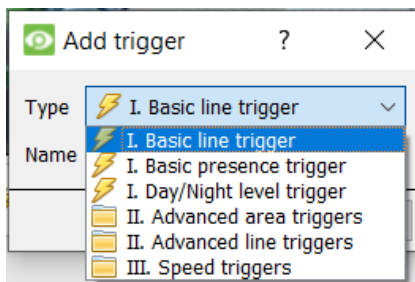 Add trigger ?
Type I. Basic line trigger
I. Basic line trigger
Name
I. Basic presence trigger
I. Day/Night level trigger
II. Advanced area triggers
II. Advanced line triggers
III. Speed triggers